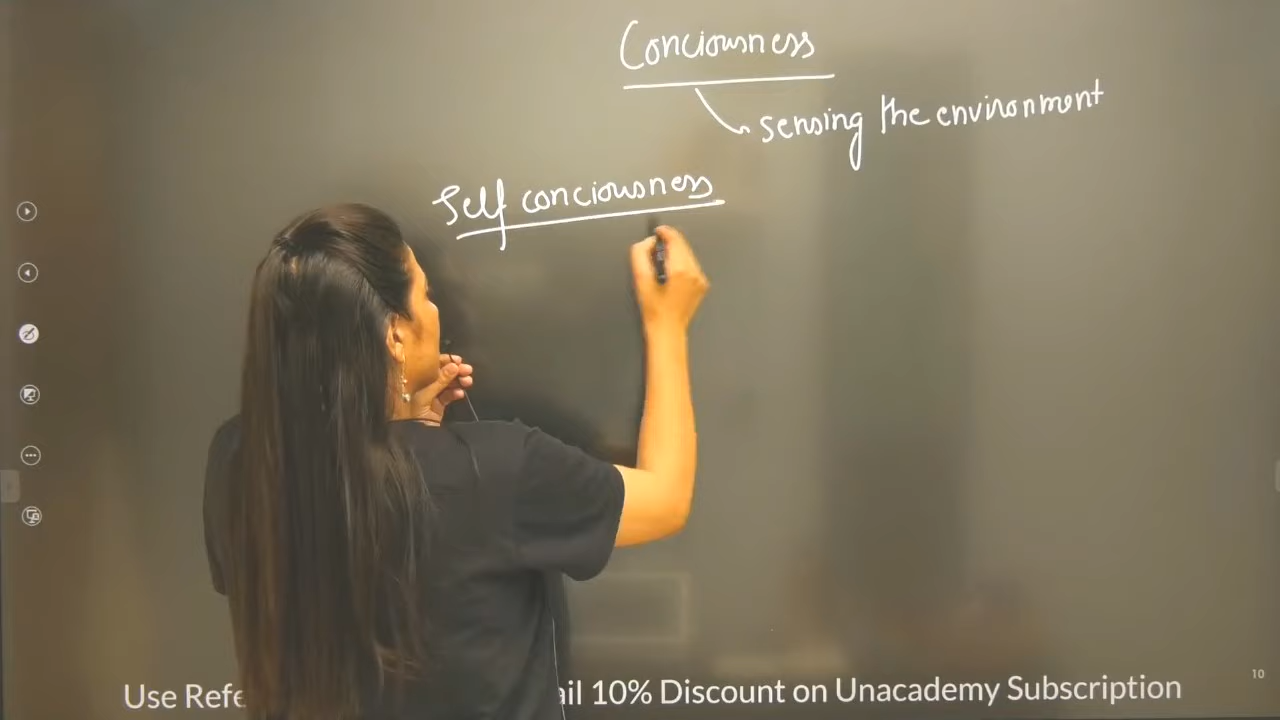 Conciousness
sensing the environment
Self conciousness
10
Use Refe ail 10% Discount on Unacademy Subscription